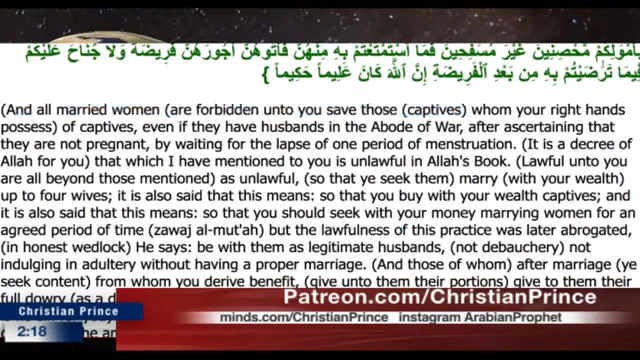 بِأَمْوَٰلِكُمْ مُّحْصِنِينَ غَيْرَ مُسَٰفِحِينَ فَمَا ٱسْتَمْتَعْتُمْ بِهِ مِنْهُنَّ فَآتُوهُنَّ أُجُورَهُنَّ فَرِيضَةً وَلاَ جُنَاحَ عَلَيْكُمْ
فِيمَا تَرَٰضَيْتُمْ بِهِ مِن بَعْدِ ٱلْفَرِيضَةِ إِنَّ ٱللَّهَ كَانَ عَلِيماً حَكِيماً }
(And all married women (are forbidden unto you save those (captives) whom your right hands
possess) of captives, even if they have husbands in the Abode of War, after ascertaining that
they are not pregnant, by waiting for the lapse of one period of menstruation. (It is a decree of
Allah for you) that which I have mentioned to you is unlawful in Allah's Book. (Lawful unto you
are all beyond those mentioned) as unlawful, (so that ye seek them) marry (with your wealth)
up to four wives; it is also said that this means: so that you buy with your wealth captives; and
it is also said that this means: so that you should seek with your money marrying women for an
agreed period of time (zawaj al-mut'ah) but the lawfulness of this practice was later abrogated,
(in honest wedlock) He says: be with them as legitimate husbands, (not debauchery) not
indulging in adultery without having a proper marriage. (And those of whom) after marriage (ye
seek content) from whom you derive benefit, (give unto them their portions) give to them their
full dowry (as a d
Patreon.com/ChristianPrince
Christian Prince
minds.com/ChristianPrince instagram ArabianProphet
2:18